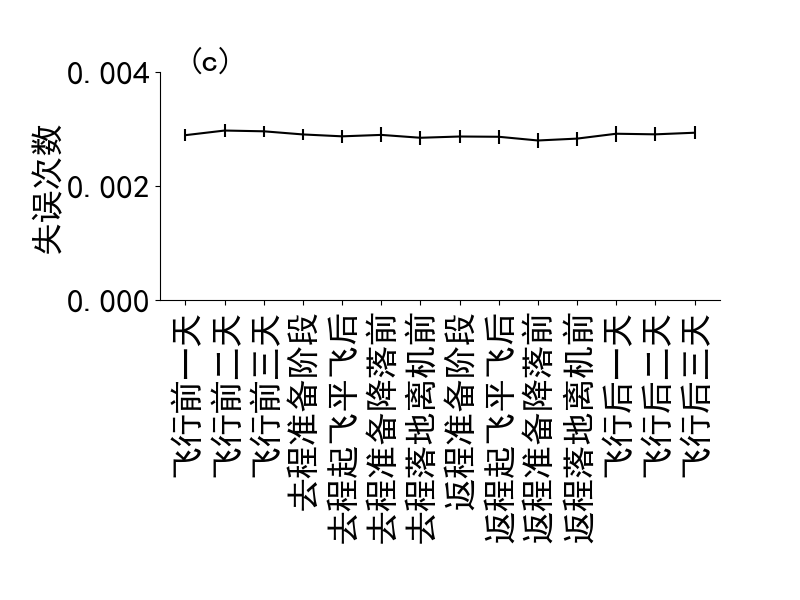 (c)
0.004
0.002
0.000
失误次数
飞行前一天
飞行前二天
飞行前三天
去程准备阶段
去程起飞平飞后
去程准备降落前
去程落地离机前
返程准备阶段
返程起飞平飞后
返程准备降落前
返程落地离机前
飞行后一天
飞行后二天
飞行后三天